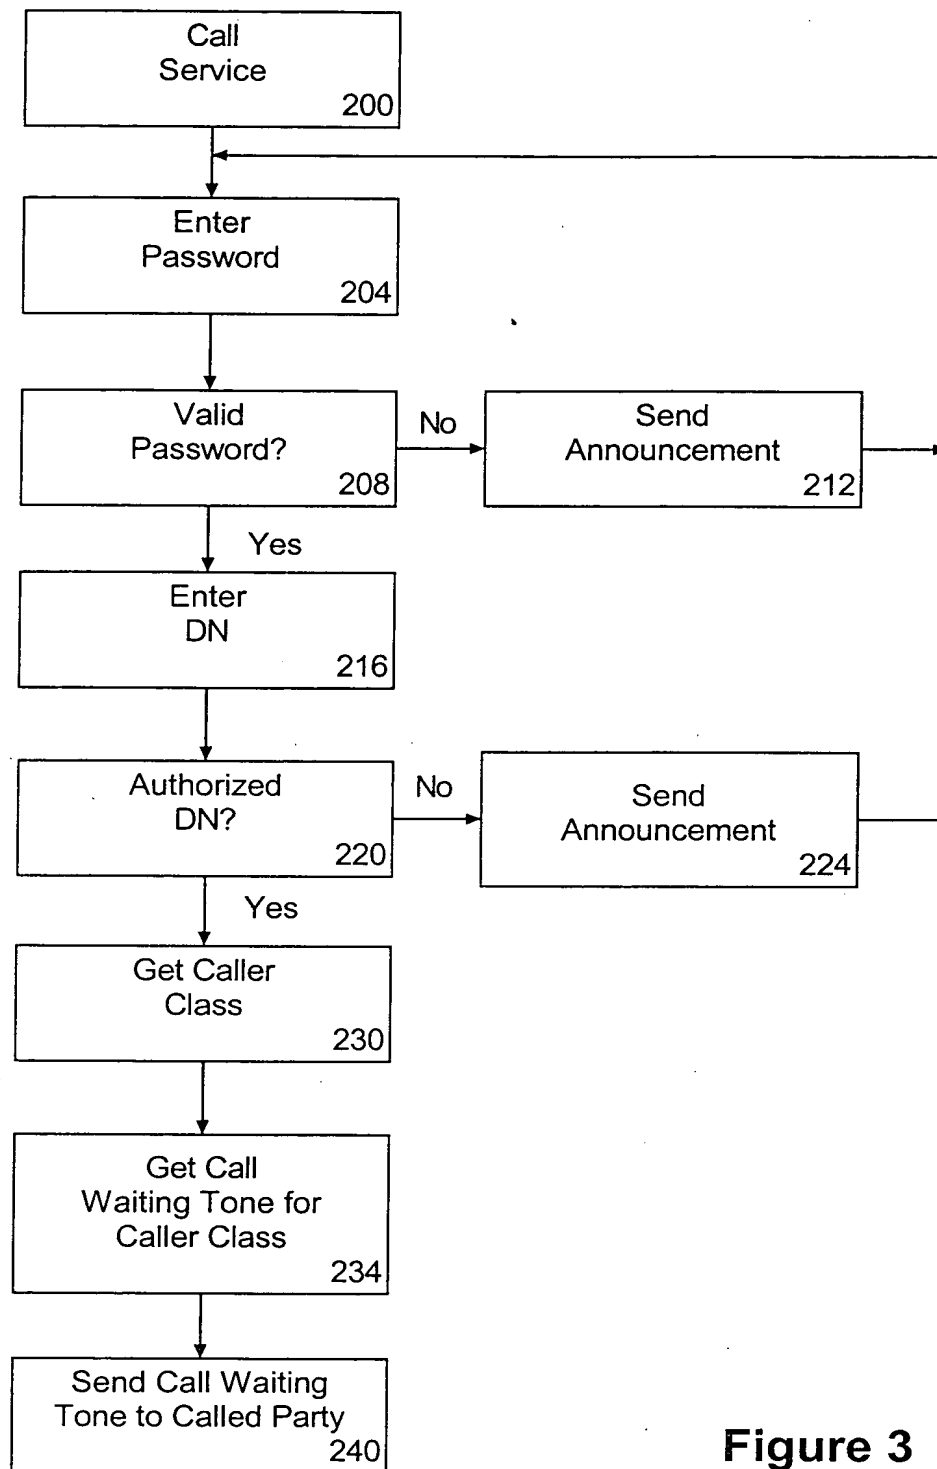 Call
Service
200
Enter
Password
204
Valid
Password?
208
No
Send
Announcement
212
Yes
Enter
DN
216
Authorized
DN?
220
No
Send
Announcement
224
Yes
Get Caller
Class
230
Get Call
Waiting Tone for
Caller Class
234
Send Call Waiting
Tone to Called Party
240
Figure 3